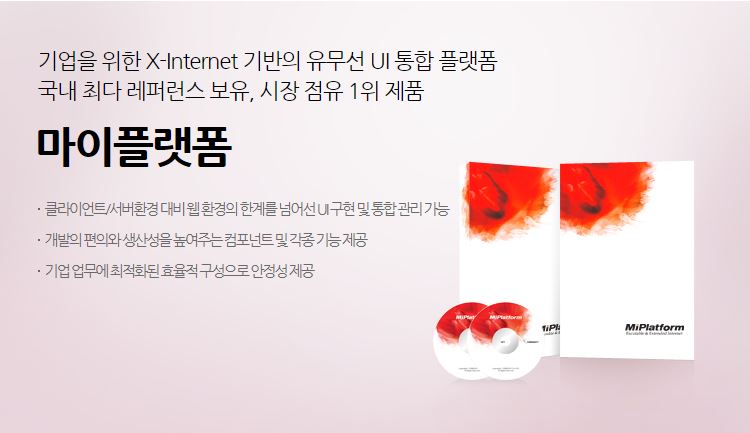 기업을 위한 X-Internet 기반의 유무선 UI 통합 플랫폼
국내 최다 레퍼런스 보유, 시장 점유 1위 제품
마이플랫폼
· 클라이언트/서버환경 대비 웹 환경의 한계를 넘어선 UI구현 및 통합 관리 가능
· 개발의 편의와 생산성을 높여주는 컴포넌트 및 각종 기능 제공
· 기업 업무에 최적화된 효율적 구성으로 안정성 제공
MiPlatform
MiPlatform
MiPlatform
MiPlatform
Executable & Extended Internet